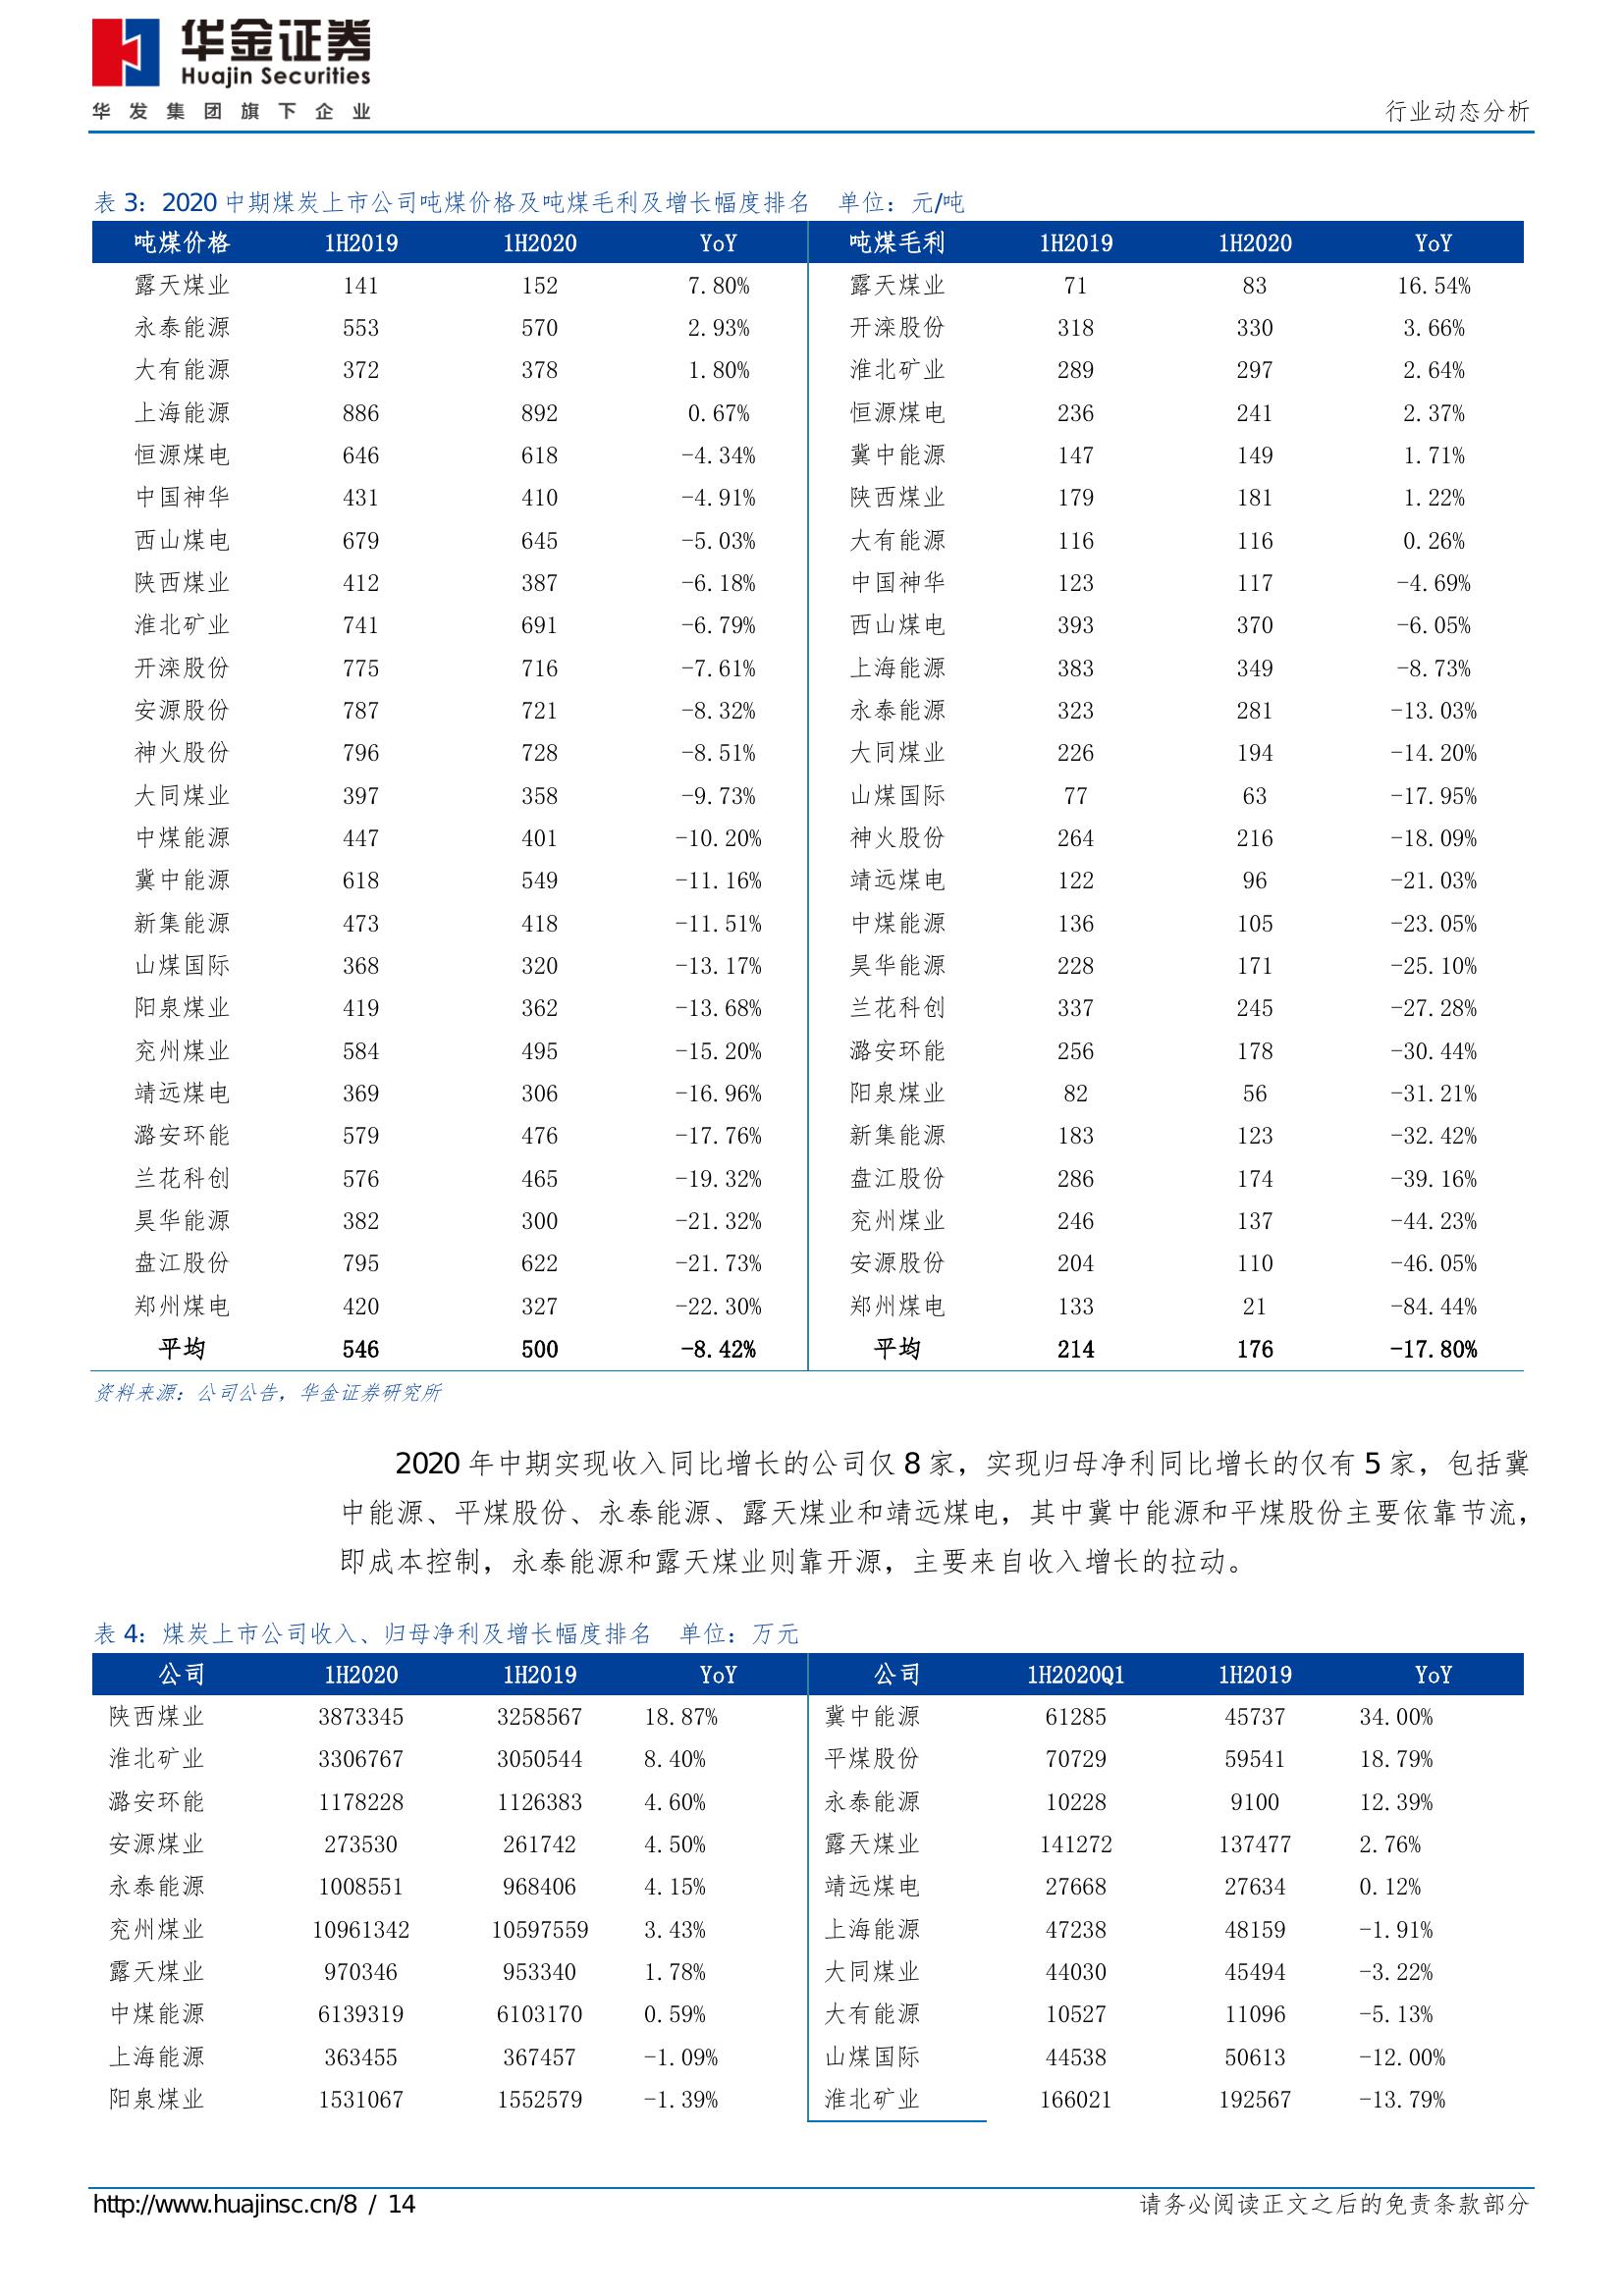 华金证券
Huajin Securities
华发集团旗下企业
行业动态分析
表 3：2020 中期煤炭上市公司吨煤价格及吨煤毛利及增长幅度排名 单位：元/吨
吨煤价格 1H2019 1H2020 YoY 吨煤毛利 1H2019 1H2020 YoY
露天煤业 141 152 7.80% 露天煤业 71 83 16.54%
永泰能源 553 570 2.93% 开滦股份 318 330 3.66%
大有能源 372 378 1.80% 淮北矿业 289 297 2.64%
上海能源 886 892 0.67% 恒源煤电 236 241 2.37%
恒源煤电 646 618 -4.34% 冀中能源 147 149 1.71%
中国神华 431 410 -4.91% 陕西煤业 179 181 1.22%
西山煤电 679 645 -5.03% 大有能源 116 116 0.26%
陕西煤业 412 387 -6.18% 中国神华 123 117 -4.69%
淮北矿业 741 691 -6.79% 西山煤电 393 370 -6.05%
开滦股份 775 716 -7.61% 上海能源 383 349 -8.73%
安源股份 787 721 -8.32% 永泰能源 323 281 -13.03%
神火股份 796 728 -8.51% 大同煤业 226 194 -14.20%
大同煤业 397 358 -9.73% 山煤国际 77 63 -17.95%
中煤能源 447 401 -10.20% 神火股份 264 216 -18.09%
冀中能源 618 549 -11.16% 靖远煤电 122 96 -21.03%
新集能源 473 418 -11.51% 中煤能源 136 105 -23.05%
山煤国际 368 320 -13.17% 昊华能源 228 171 -25.10%
阳泉煤业 419 362 -13.68% 兰花科创 337 245 -27.28%
兖州煤业 584 495 -15.20% 潞安环能 256 178 -30.44%
靖远煤电 369 306 -16.96% 阳泉煤业 82 56 -31.21%
潞安环能 579 476 -17.76% 新集能源 183 123 -32.42%
兰花科创 576 465 -19.32% 盘江股份 286 174 -39.16%
昊华能源 382 300 -21.32% 兖州煤业 246 137 -44.23%
盘江股份 795 622 -21.73% 安源股份 204 110 -46.05%
郑州煤电 420 327 -22.30% 郑州煤电 133 21 -84.44%
平均 546 500 -8.42% 平均 214 176 -17.80%
资料来源：公司公告，华金证券研究所
2020 年中期实现收入同比增长的公司仅 8 家，实现归母净利同比增长的仅有 5 家，包括冀
中能源、平煤股份、永泰能源、露天煤业和靖远煤电，其中冀中能源和平煤股份主要依靠节流，
即成本控制，永泰能源和露天煤业则靠开源，主要来自收入增长的拉动。
表 4：煤炭上市公司收入、归母净利及增长幅度排名 单位：万元
公司 1H2020 1H2019 YoY 公司 1H2020Q1 1H2019 YoY
陕西煤业 3873345 3258567 18.87% 冀中能源 61285 45737 34.00%
淮北矿业 3306767 3050544 8.40% 平煤股份 70729 59541 18.79%
潞安环能 1178228 1126383 4.60% 永泰能源 10228 9100 12.39%
安源煤业 273530 261742 4.50% 露天煤业 141272 137477 2.76%
永泰能源 1008551 968406 4.15% 靖远煤电 27668 27634 0.12%
兖州煤业 10961342 10597559 3.43% 上海能源 47238 48159 -1.91%
露天煤业 970346 953340 1.78% 大同煤业 44030 45494 -3.22%
中煤能源 6139319 6103170 0.59% 大有能源 10527 11096 -5.13%
上海能源 363455 367457 -1.09% 山煤国际 44538 50613 -12.00%
阳泉煤业 1531067 1552579 -1.39% 淮北矿业 166021 192567 -13.79%
http://www.huajinsc.cn/8 / 14
请务必阅读正文之后的免责条款部分